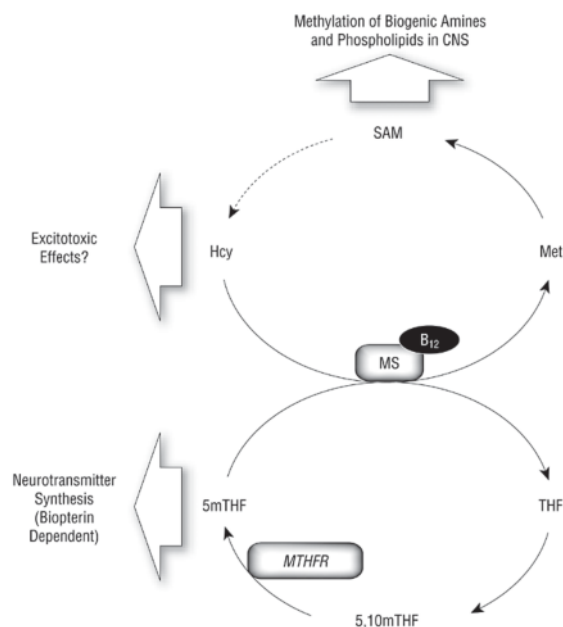 Methylation of Biogenic Amines
and Phospholipids in CNS
SAM
Excitotoxic
Effects?
Hcy
Met
B12
MS
Neurotransmitter
Synthesis
(Biopterin
Dependent)
5mTHF
THF
MTHFR
5,10mTHF